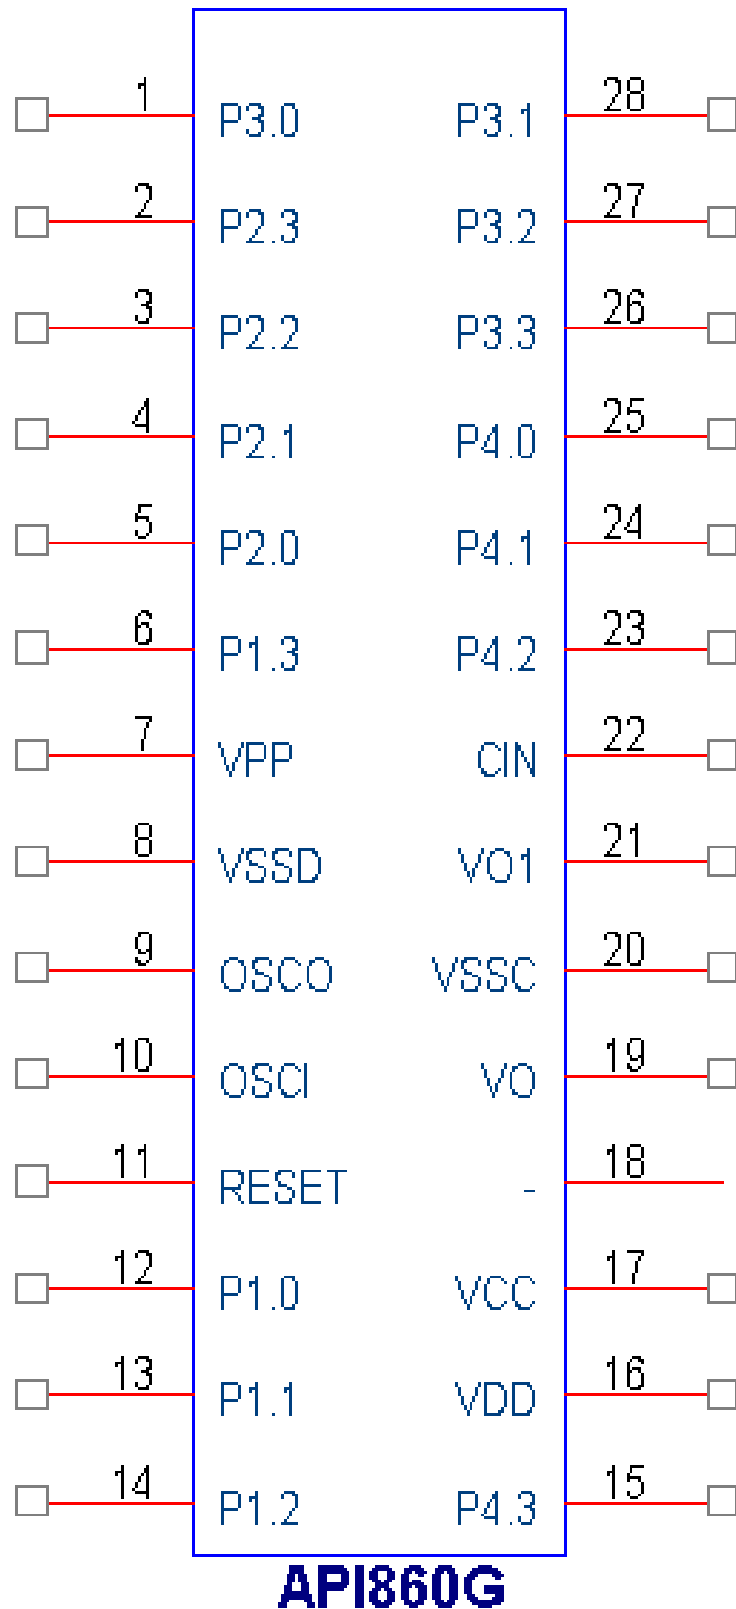 1 P3.0 P3.1 28
2 P2.3 P3.2 27
3 P2.2 P3.3 26
4 P2.1 P4.0 25
5 P2.0 P4.1 24
6 P1.3 P4.2 23
7 VPP CIN 22
8 VSSD VO1 21
9 OSCO VSSC 20
10 OSCI VO 19
11 RESET - 18
12 P1.0 VCC 17
13 P1.1 VDD 16
14 P1.2 P4.3 15
API860G